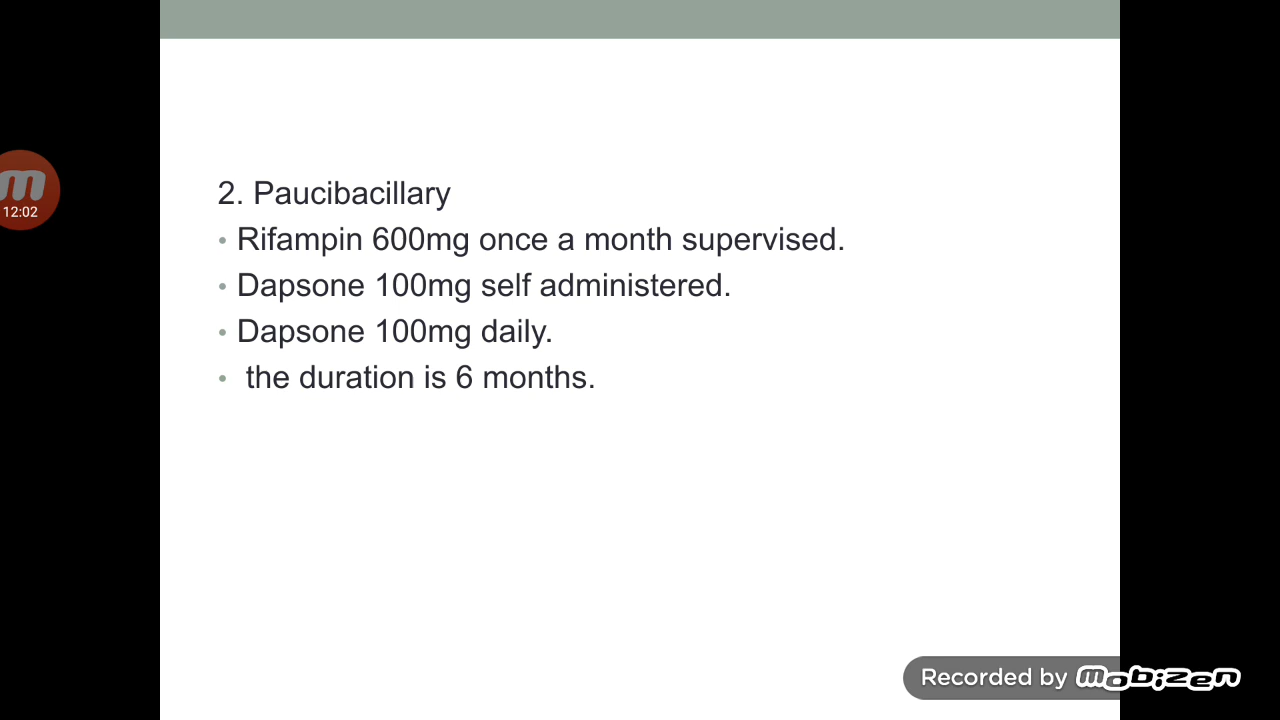 12:02
2. Paucibacillary
• Rifampin 600mg once a month supervised.
• Dapsone 100mg self administered.
• Dapsone 100mg daily.
• the duration is 6 months.
Recorded by mobizen